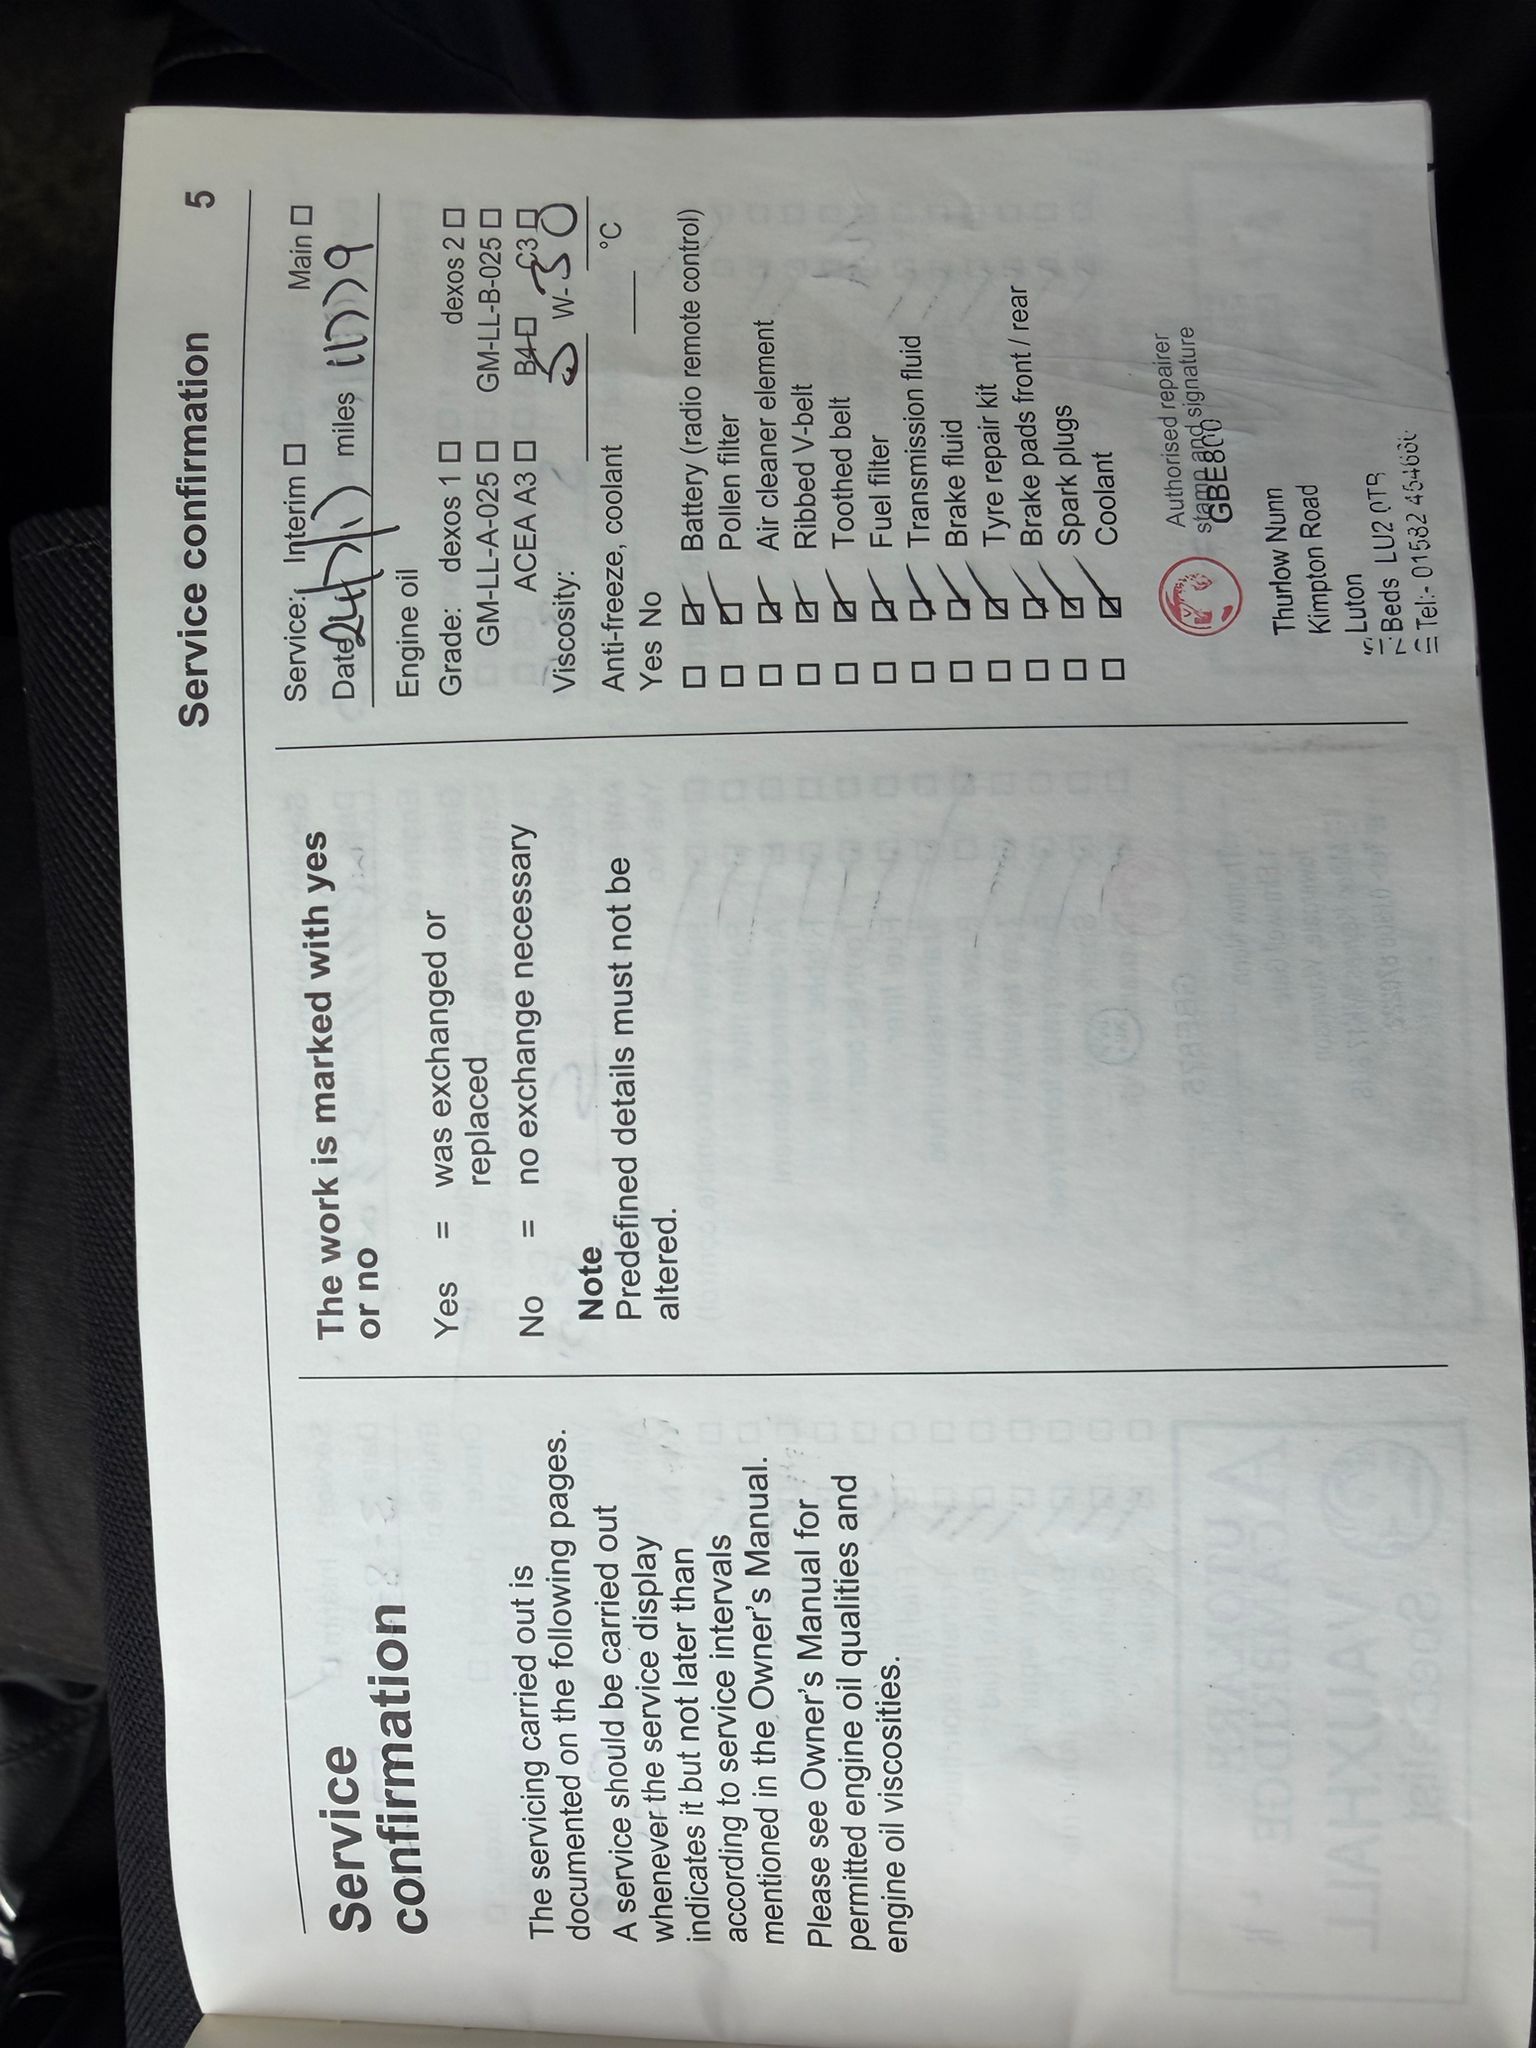 Service confirmation 5
Service
confirmation
The servicing carried out is
documented on the following pages.
A service should be carried out
whenever the service display
indicates it but not later than
according to service intervals
mentioned in the Owner's Manual.
Please see Owner's Manual for
permitted engine oil qualities and
engine oil viscosities.
The work is marked with yes
or no
Yes = was exchanged or
replaced
No = no exchange necessary
Note
Predefined details must not be
altered.
Service: Interim Main
Date miles
Engine oil
Grade: dexos 1 dexos 2
GM-LL-A-025 GM-LL-B-025
ACEA A3 B4 C3
Viscosity: 5 W- 30
Anti-freeze, coolant °C
Yes No
Battery (radio remote control)
Pollen filter
Air cleaner element
Ribbed V-belt
Toothed belt
Fuel filter
Transmission fluid
Brake fluid
Tyre repair kit
Brake pads front / rear
Spark plugs
Coolant
Authorised repairer
stamp and signature
GBE800
Thurlow Nunn
Kimpton Road
Luton
Beds LU2 0TR
Tel:- 01582